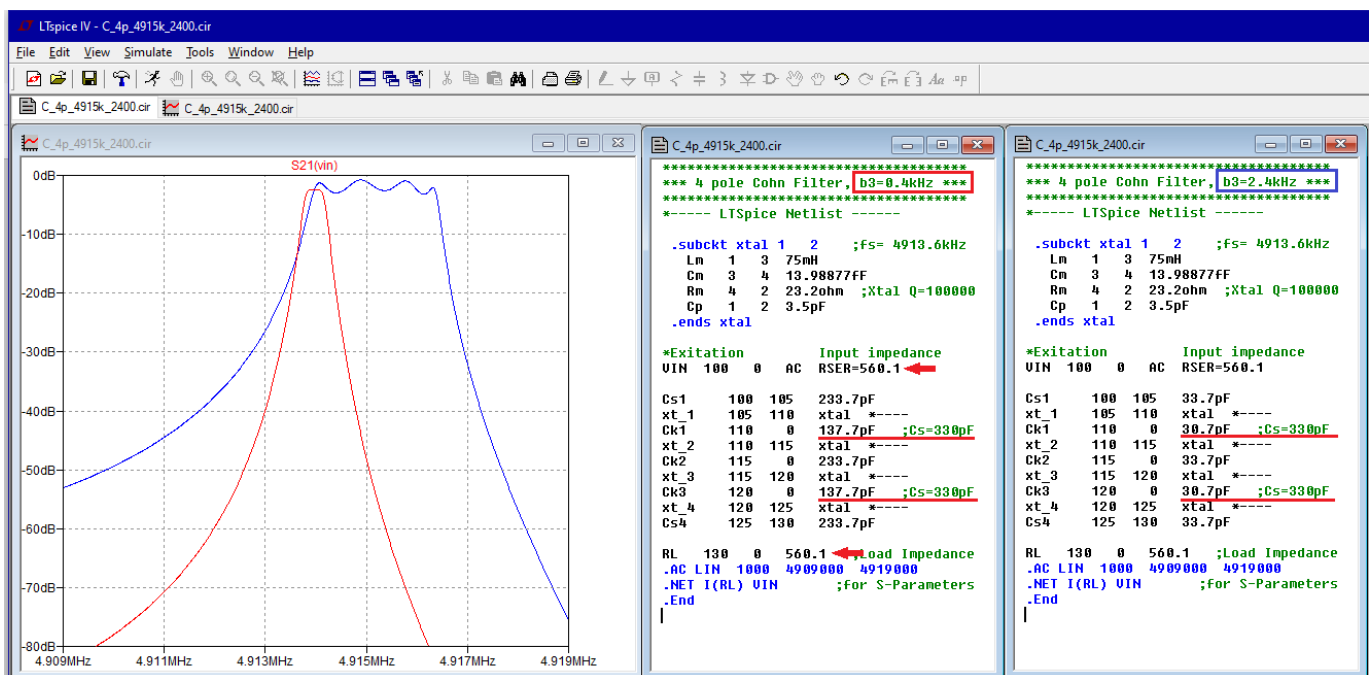 LTspice IV - C_4p_4915k_2400.cir
File Edit View Simulate Tools Window Help
C_4p_4915k_2400.cir C_4p_4915k_2400.cir
C_4p_4915k_2400.cir
S21(vin)
0dB
-10dB
-20dB
-30dB
-40dB
-50dB
-60dB
-70dB
-80dB
4.909MHz 4.911MHz 4.913MHz 4.915MHz 4.917MHz 4.919MHz
C_4p_4915k_2400.cir
***************************************
*** 4 pole Cohn Filter, b3=0.4kHz ***
***************************************
*----- LTSpice Netlist ------
.subckt xtal 1 2 ;fs= 4913.6kHz
Lm 1 3 75mH
Cm 3 4 13.98877fF
Rm 4 2 23.2ohm ;Xtal Q=100000
Cp 1 2 3.5pF
.ends xtal
*Exitation Input impedance
VIN 100 0 AC RSER=560.1
Cs1 100 105 233.7pF
xt_1 105 110 xtal *----
Ck1 110 0 137.7pF ;Cs=330pF
xt_2 110 115 xtal *----
Ck2 115 0 233.7pF
xt_3 115 120 xtal *----
Ck3 120 0 137.7pF ;Cs=330pF
xt_4 120 125 xtal *----
Cs4 125 130 233.7pF
RL 130 0 560.1 ;Load Impedance
.AC LIN 1000 4909000 4919000
.NET I(RL) VIN ;for S-Parameters
.End
C_4p_4915k_2400.cir
***************************************
*** 4 pole Cohn Filter, b3=2.4kHz ***
***************************************
*----- LTSpice Netlist ------
.subckt xtal 1 2 ;fs= 4913.6kHz
Lm 1 3 75mH
Cm 3 4 13.98877fF
Rm 4 2 23.2ohm ;Xtal Q=100000
Cp 1 2 3.5pF
.ends xtal
*Exitation Input impedance
VIN 100 0 AC RSER=560.1
Cs1 100 105 33.7pF
xt_1 105 110 xtal *----
Ck1 110 0 30.7pF ;Cs=330pF
xt_2 110 115 xtal *----
Ck2 115 0 33.7pF
xt_3 115 120 xtal *----
Ck3 120 0 30.7pF ;Cs=330pF
xt_4 120 125 xtal *----
Cs4 125 130 33.7pF
RL 130 0 560.1 ;Load Impedance
.AC LIN 1000 4909000 4919000
.NET I(RL) VIN ;for S-Parameters
.End